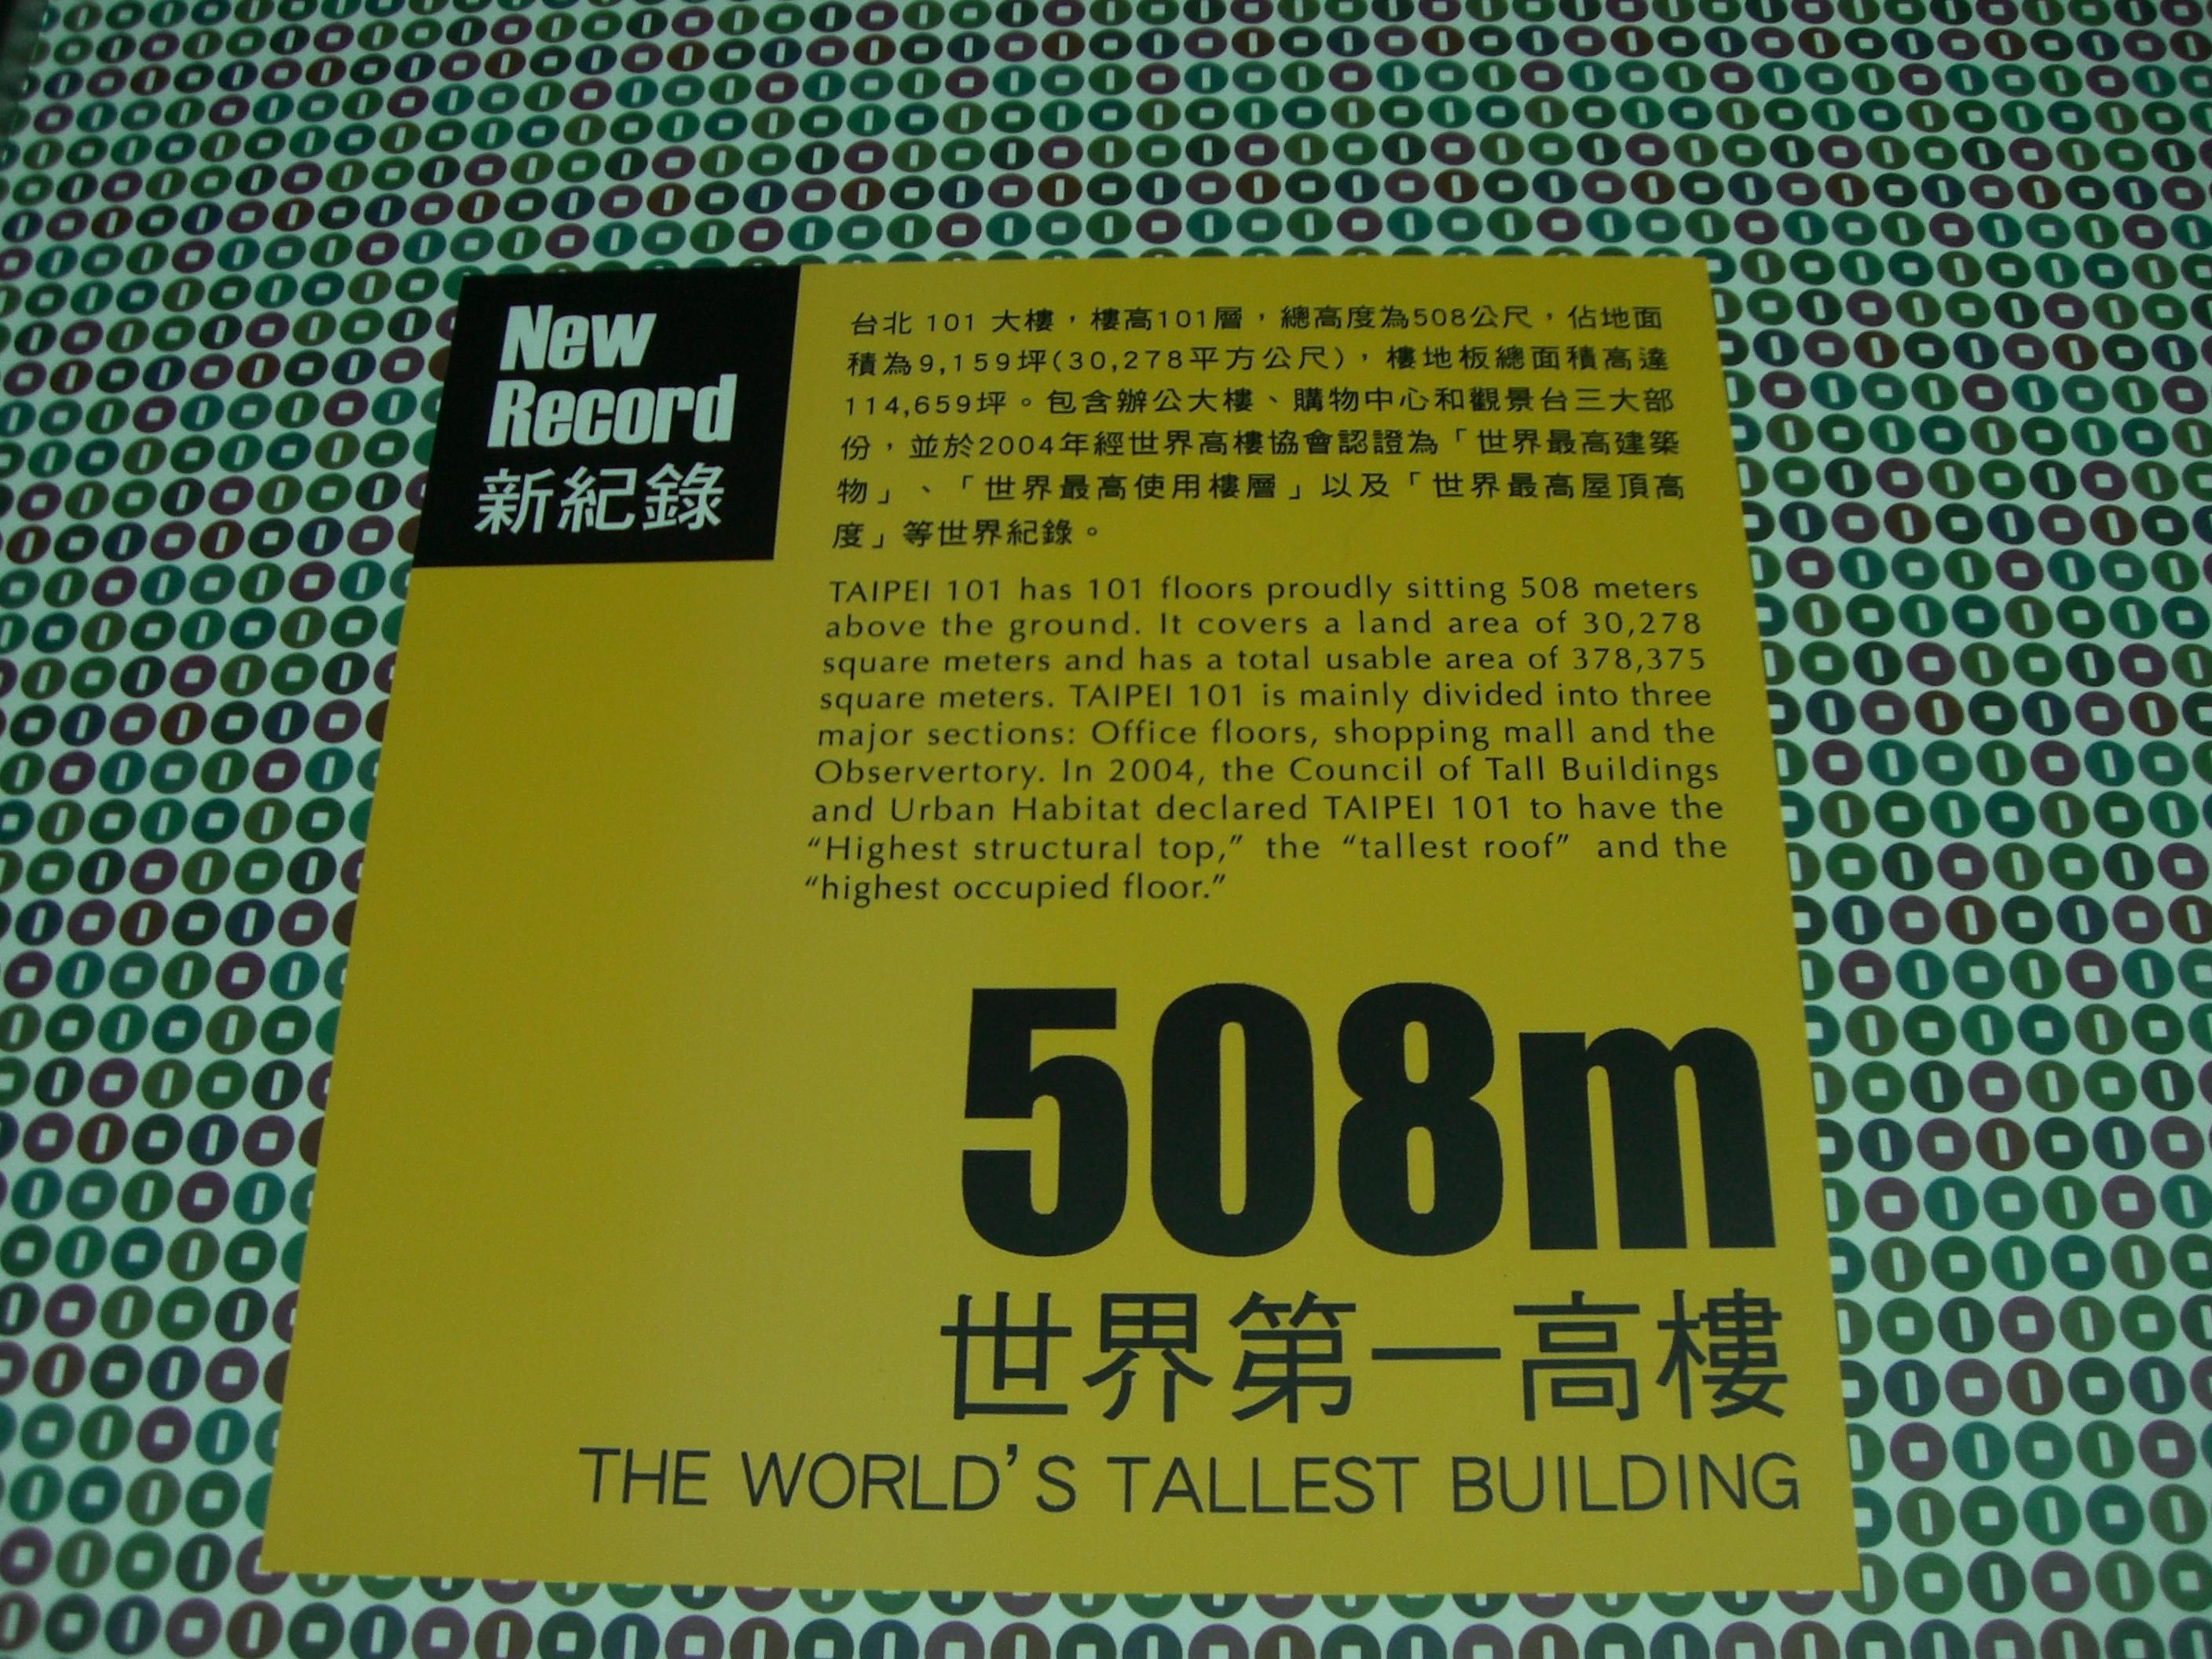 New
Record
新紀錄
台北 101 大樓，樓高101層，總高度為508公尺，佔地面
積為9,159坪(30,278平方公尺)，樓地板總面積高達
114,659坪。包含辦公大樓、購物中心和觀景台三大部
份，並於2004年經世界高樓協會認證為「世界最高建築
物」、「世界最高使用樓層」以及「世界最高屋頂高
度」等世界紀錄。
TAIPEI 101 has 101 floors proudly sitting 508 meters
above the ground. It covers a land area of 30,278
square meters and has a total usable area of 378,375
square meters. TAIPEI 101 is mainly divided into three
major sections: Office floors, shopping mall and the
Observertory. In 2004, the Council of Tall Buildings
and Urban Habitat declared TAIPEI 101 to have the
“Highest structural top,” the “tallest roof” and the
“highest occupied floor.”
508m
世界第一高樓
THE WORLD’S TALLEST BUILDING